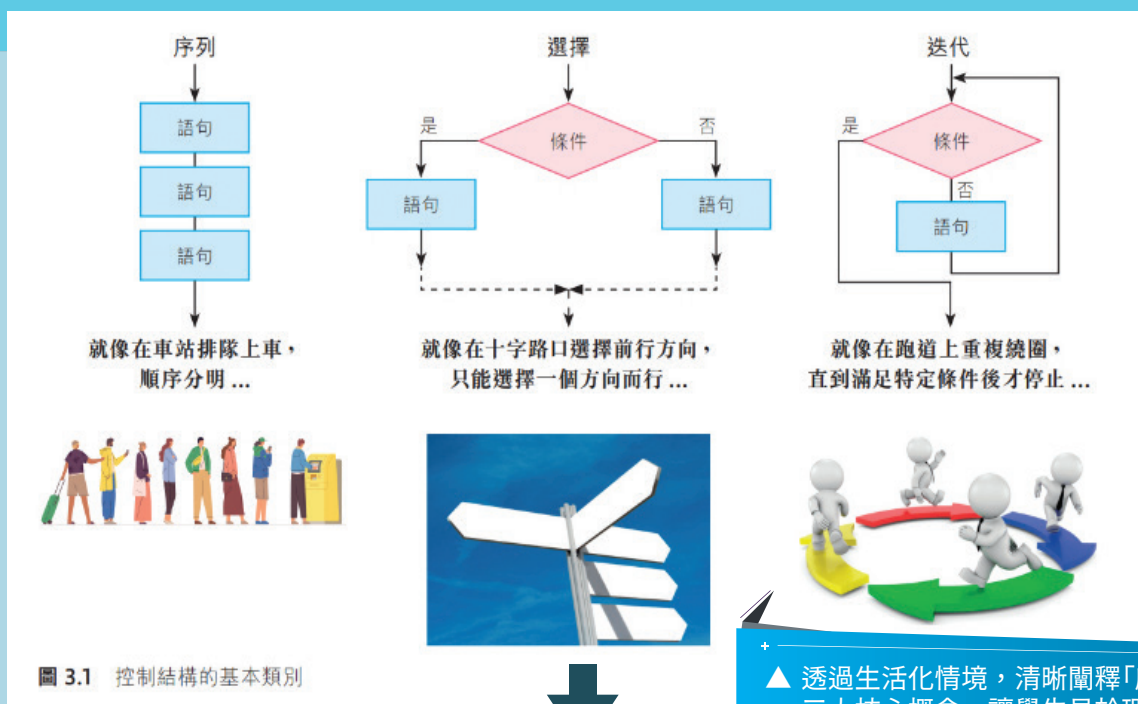 序列
語句
語句
語句
就像在車站排隊上車，
順序分明 ...
選擇
是
條件
否
語句
語句
就像在十字路口選擇前行方向，
只能選擇一個方向而行 ...
迭代
是
條件
否
語句
就像在跑道上重複繞圈，
直到滿足特定條件後才停止 ...
圖 3.1 控制結構的基本類別
▲ 透過生活化情境，清晰闡釋「